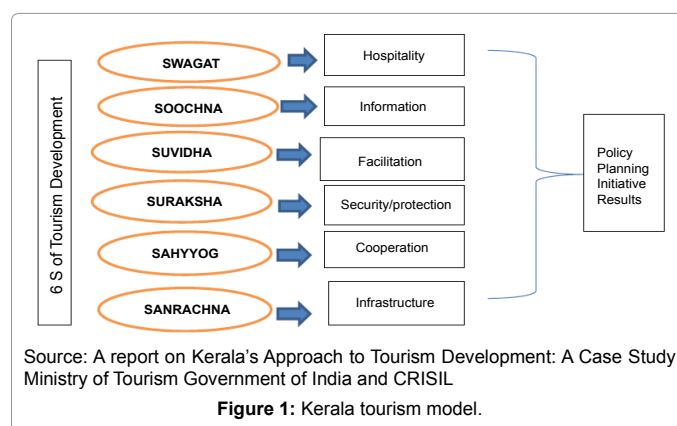 6 S of Tourism Development
SWAGAT
Hospitality
SOOCHNA
Information
SUVIDHA
Facilitation
SURAKSHA
Security/protection
SAHYYOG
Cooperation
SANRACHNA
Infrastructure
Policy
Planning
Initiative
Results
Source: A report on Kerala's Approach to Tourism Development: A Case Study
Ministry of Tourism Government of India and CRISIL
Figure 1: Kerala tourism model.